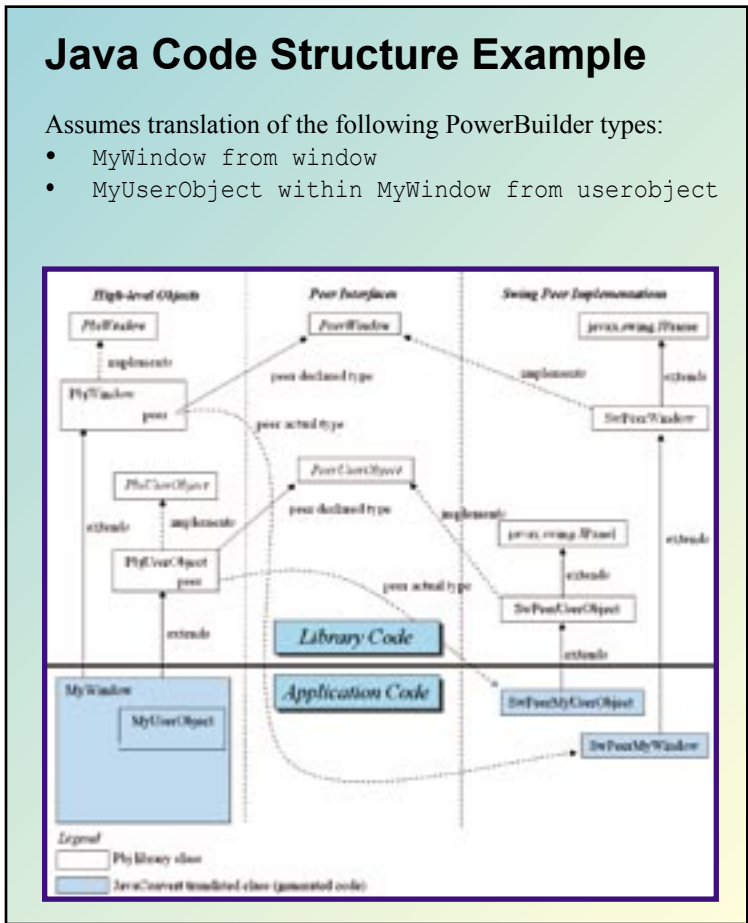 Java Code Structure Example
Assumes translation of the following PowerBuilder types:
• MyWindow from window
• MyUserObject within MyWindow from userobject
High-level Objects
Peer Interfaces
Swing Peer Implementations
PeerWindow
javax.swing.JFrame
implements
PbjWindow
peer
peer declared type
implements
extends
SwPeerWindow
peer actual type
PeerUserObject
extends
implements
peer declared type
implements
javax.swing.JPanel
extends
PbjUserObject
peer
peer actual type
extends
SwPeerUserObject
extends
Library Code
extends
Application Code
MyWindow
MyUserObject
SwPeerMyUserObject
SwPeerMyWindow
Legend
Pbj library class
JavaConvert translated class (generated code)